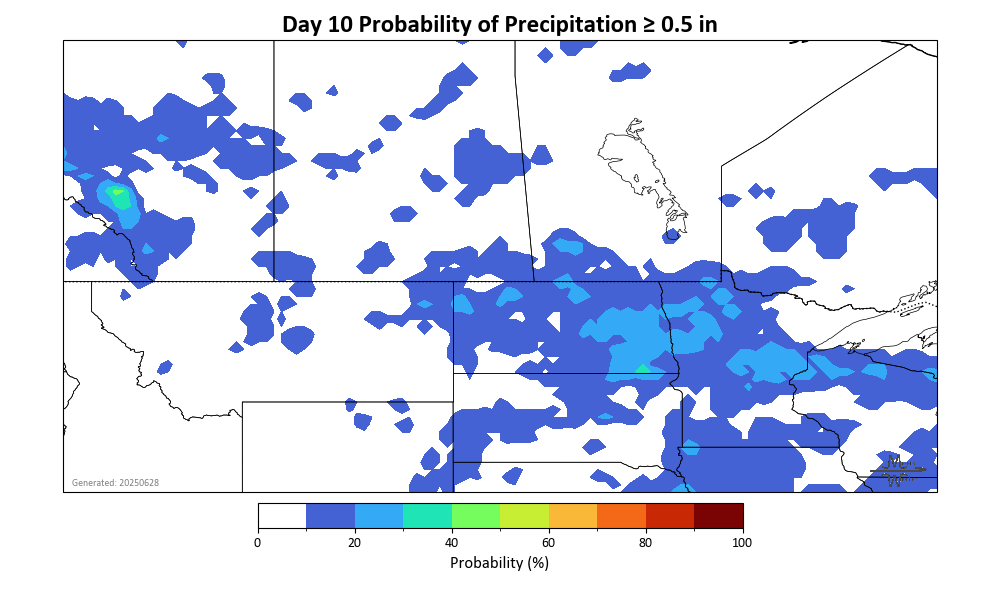 Day 10 Probability of Precipitation ≥ 0.5 in
Generated: 20250628
0 20 40 60 80 100
Probability (%)